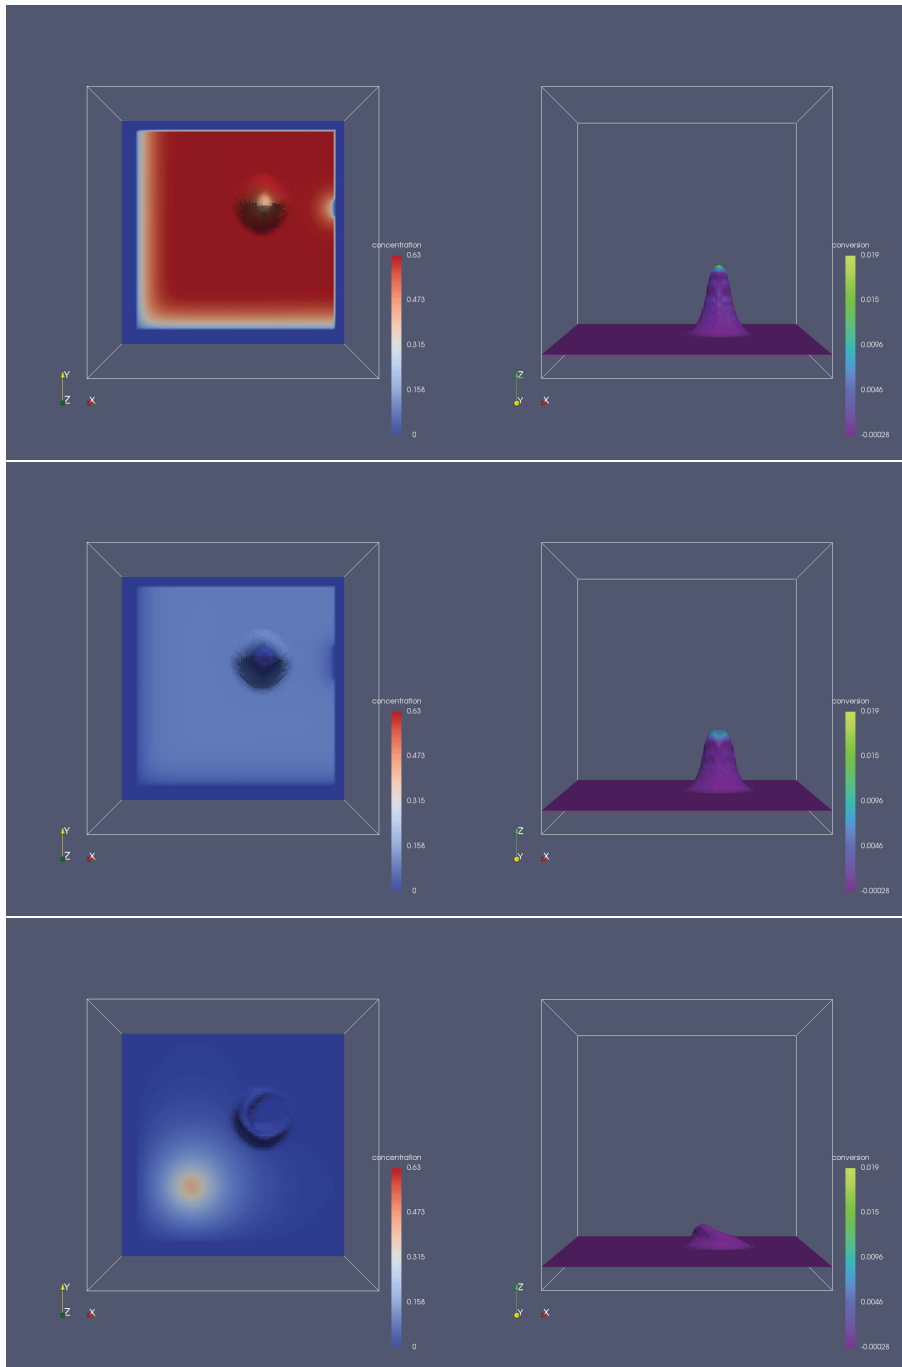 concentration
0.63
0.473
0.315
0.158
0
Y
Z
X
conversion
0.019
0.015
0.0096
0.0046
-0.00028
Z
Y
X
concentration
0.63
0.473
0.315
0.158
0
Y
Z
X
conversion
0.019
0.015
0.0096
0.0046
-0.00028
Z
Y
X
concentration
0.63
0.473
0.315
0.158
0
Y
Z
X
conversion
0.019
0.015
0.0096
0.0046
-0.00028
Z
Y
X